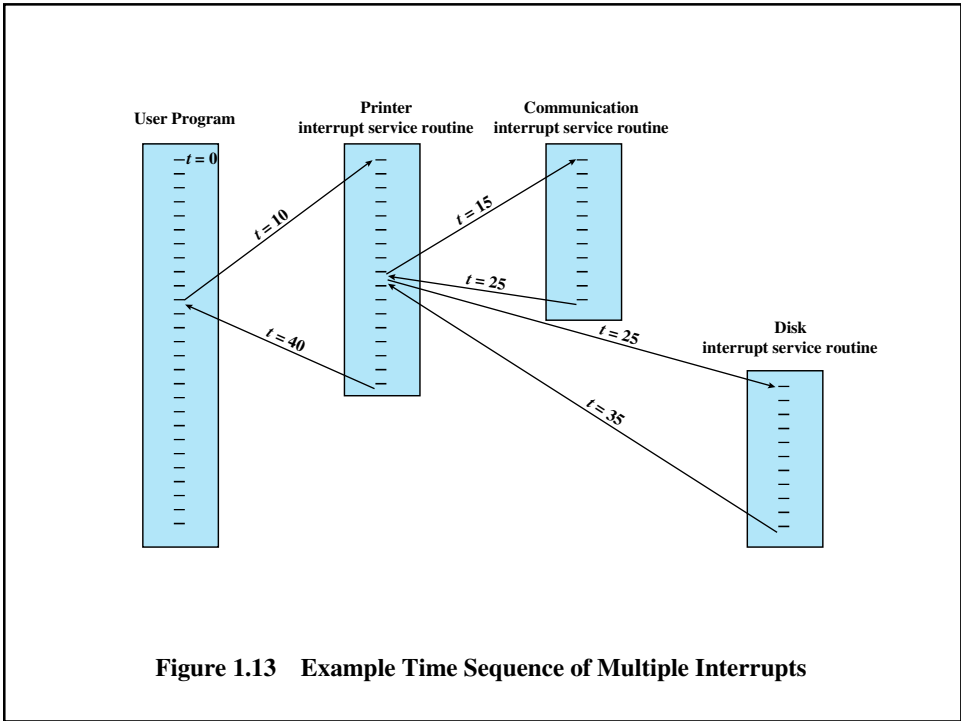 User Program
Printer
interrupt service routine
Communication
interrupt service routine
t = 0
t = 10
t = 15
t = 25
t = 40
t = 25
Disk
interrupt service routine
t = 35
Figure 1.13 Example Time Sequence of Multiple Interrupts